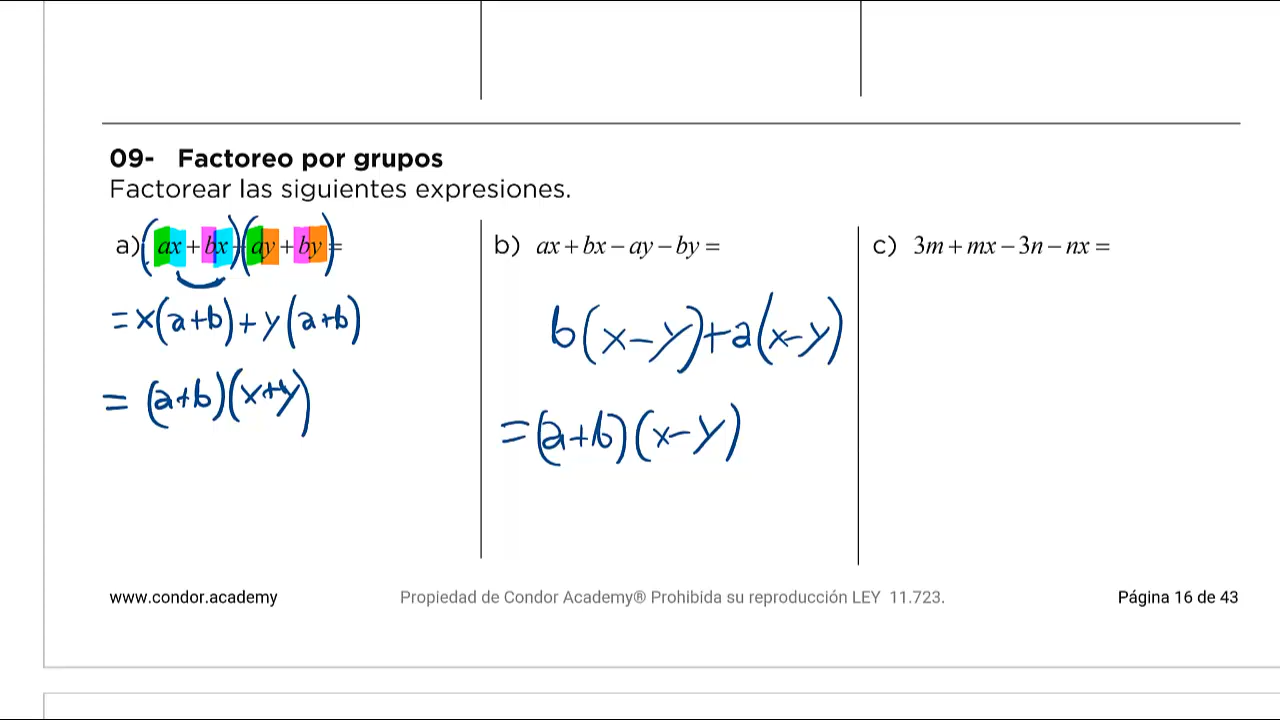 09- Factoreo por grupos
Factorear las siguientes expresiones.
a) (ax + bx) + (ay + by) =
= x(a+b) + y(a+b)
= (a+b)(x+y)
b) ax + bx − ay − by =
b(x−y) + a(x−y)
= (a+b)(x−y)
c) 3m + mx − 3n − nx =
www.condor.academy
Propiedad de Condor Academy® Prohibida su reproducción LEY 11.723.
Página 16 de 43